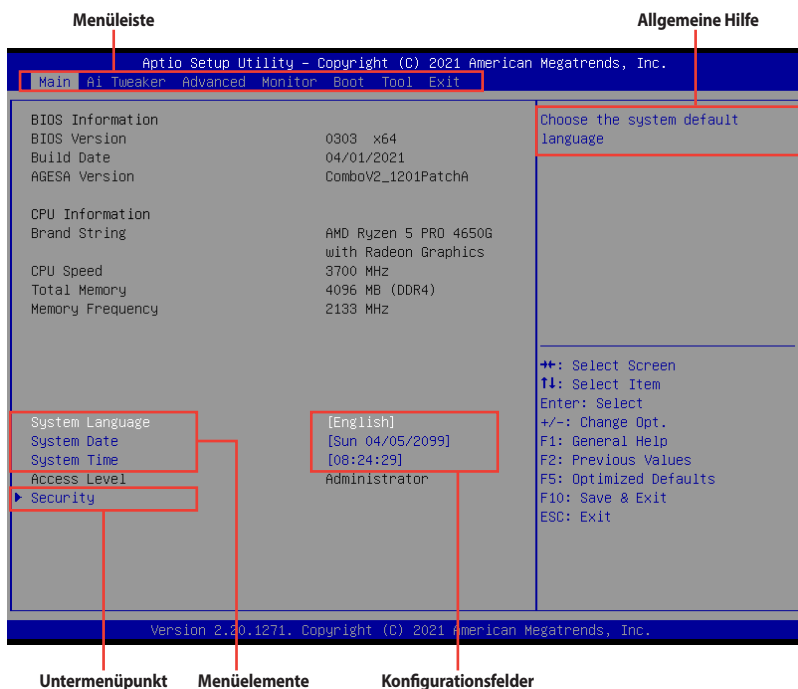 Menüleiste
Allgemeine Hilfe
Aptio Setup Utility – Copyright (C) 2021 American Megatrends, Inc.
Main Ai Tweaker Advanced Monitor Boot Tool Exit
BIOS Information
BIOS Version 0303 x64
Build Date 04/01/2021
AGESA Version ComboV2_1201PatchA
CPU Information
Brand String AMD Ryzen 5 PRO 4650G
with Radeon Graphics
CPU Speed 3700 MHz
Total Memory 4096 MB (DDR4)
Memory Frequency 2133 MHz
System Language [English]
System Date [Sun 04/05/2099]
System Time [08:24:29]
Access Level Administrator
Security
Choose the system default
language
→←: Select Screen
↑↓: Select Item
Enter: Select
+/-: Change Opt.
F1: General Help
F2: Previous Values
F5: Optimized Defaults
F10: Save & Exit
ESC: Exit
Version 2.20.1271. Copyright (C) 2021 American Megatrends, Inc.
Untermenüpunkt
Menüelemente
Konfigurationsfelder